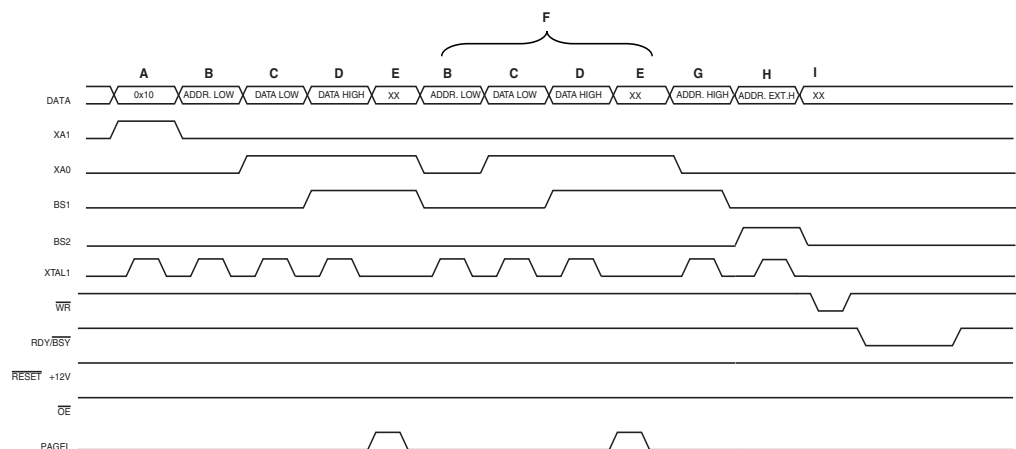 F
A B C D E B C D E G H I
DATA 0x10 ADDR. LOW DATA LOW DATA HIGH XX ADDR. LOW DATA LOW DATA HIGH XX ADDR. HIGH ADDR. EXT.H XX
XA1
XA0
BS1
BS2
XTAL1
WR
RDY/BSY
RESET +12V
OE
PAGEL